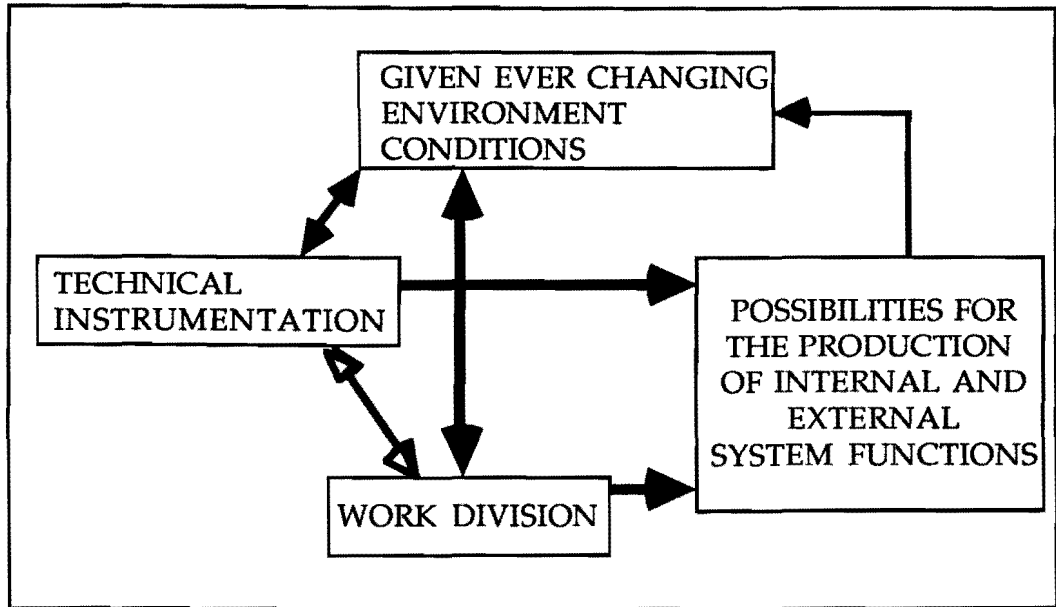 GIVEN EVER CHANGING
ENVIRONMENT
CONDITIONS
TECHNICAL
INSTRUMENTATION
POSSIBILITIES FOR
THE PRODUCTION
OF INTERNAL AND
EXTERNAL
SYSTEM FUNCTIONS
WORK DIVISION